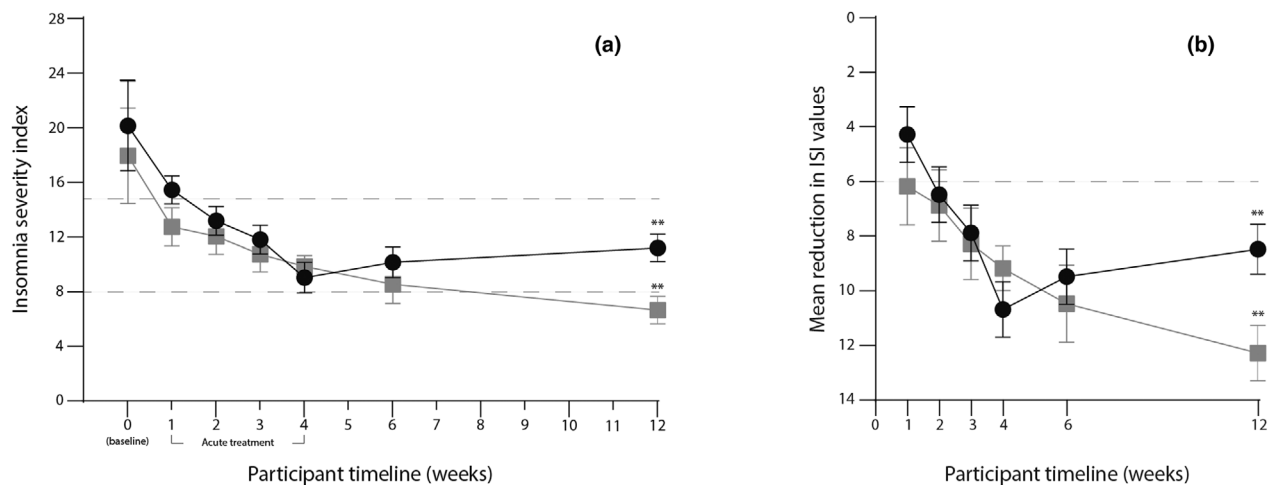 (a)
Insomnia severity index
28
24
20
16
12
8
4
0
**
**
0 1 2 3 4 5 6 7 8 9 10 11 12
(baseline) Acute treatment
Participant timeline (weeks)
(b)
Mean reduction in ISI values
0
2
4
6
8
10
12
14
**
**
0 1 2 3 4 6 12
Participant timeline (weeks)